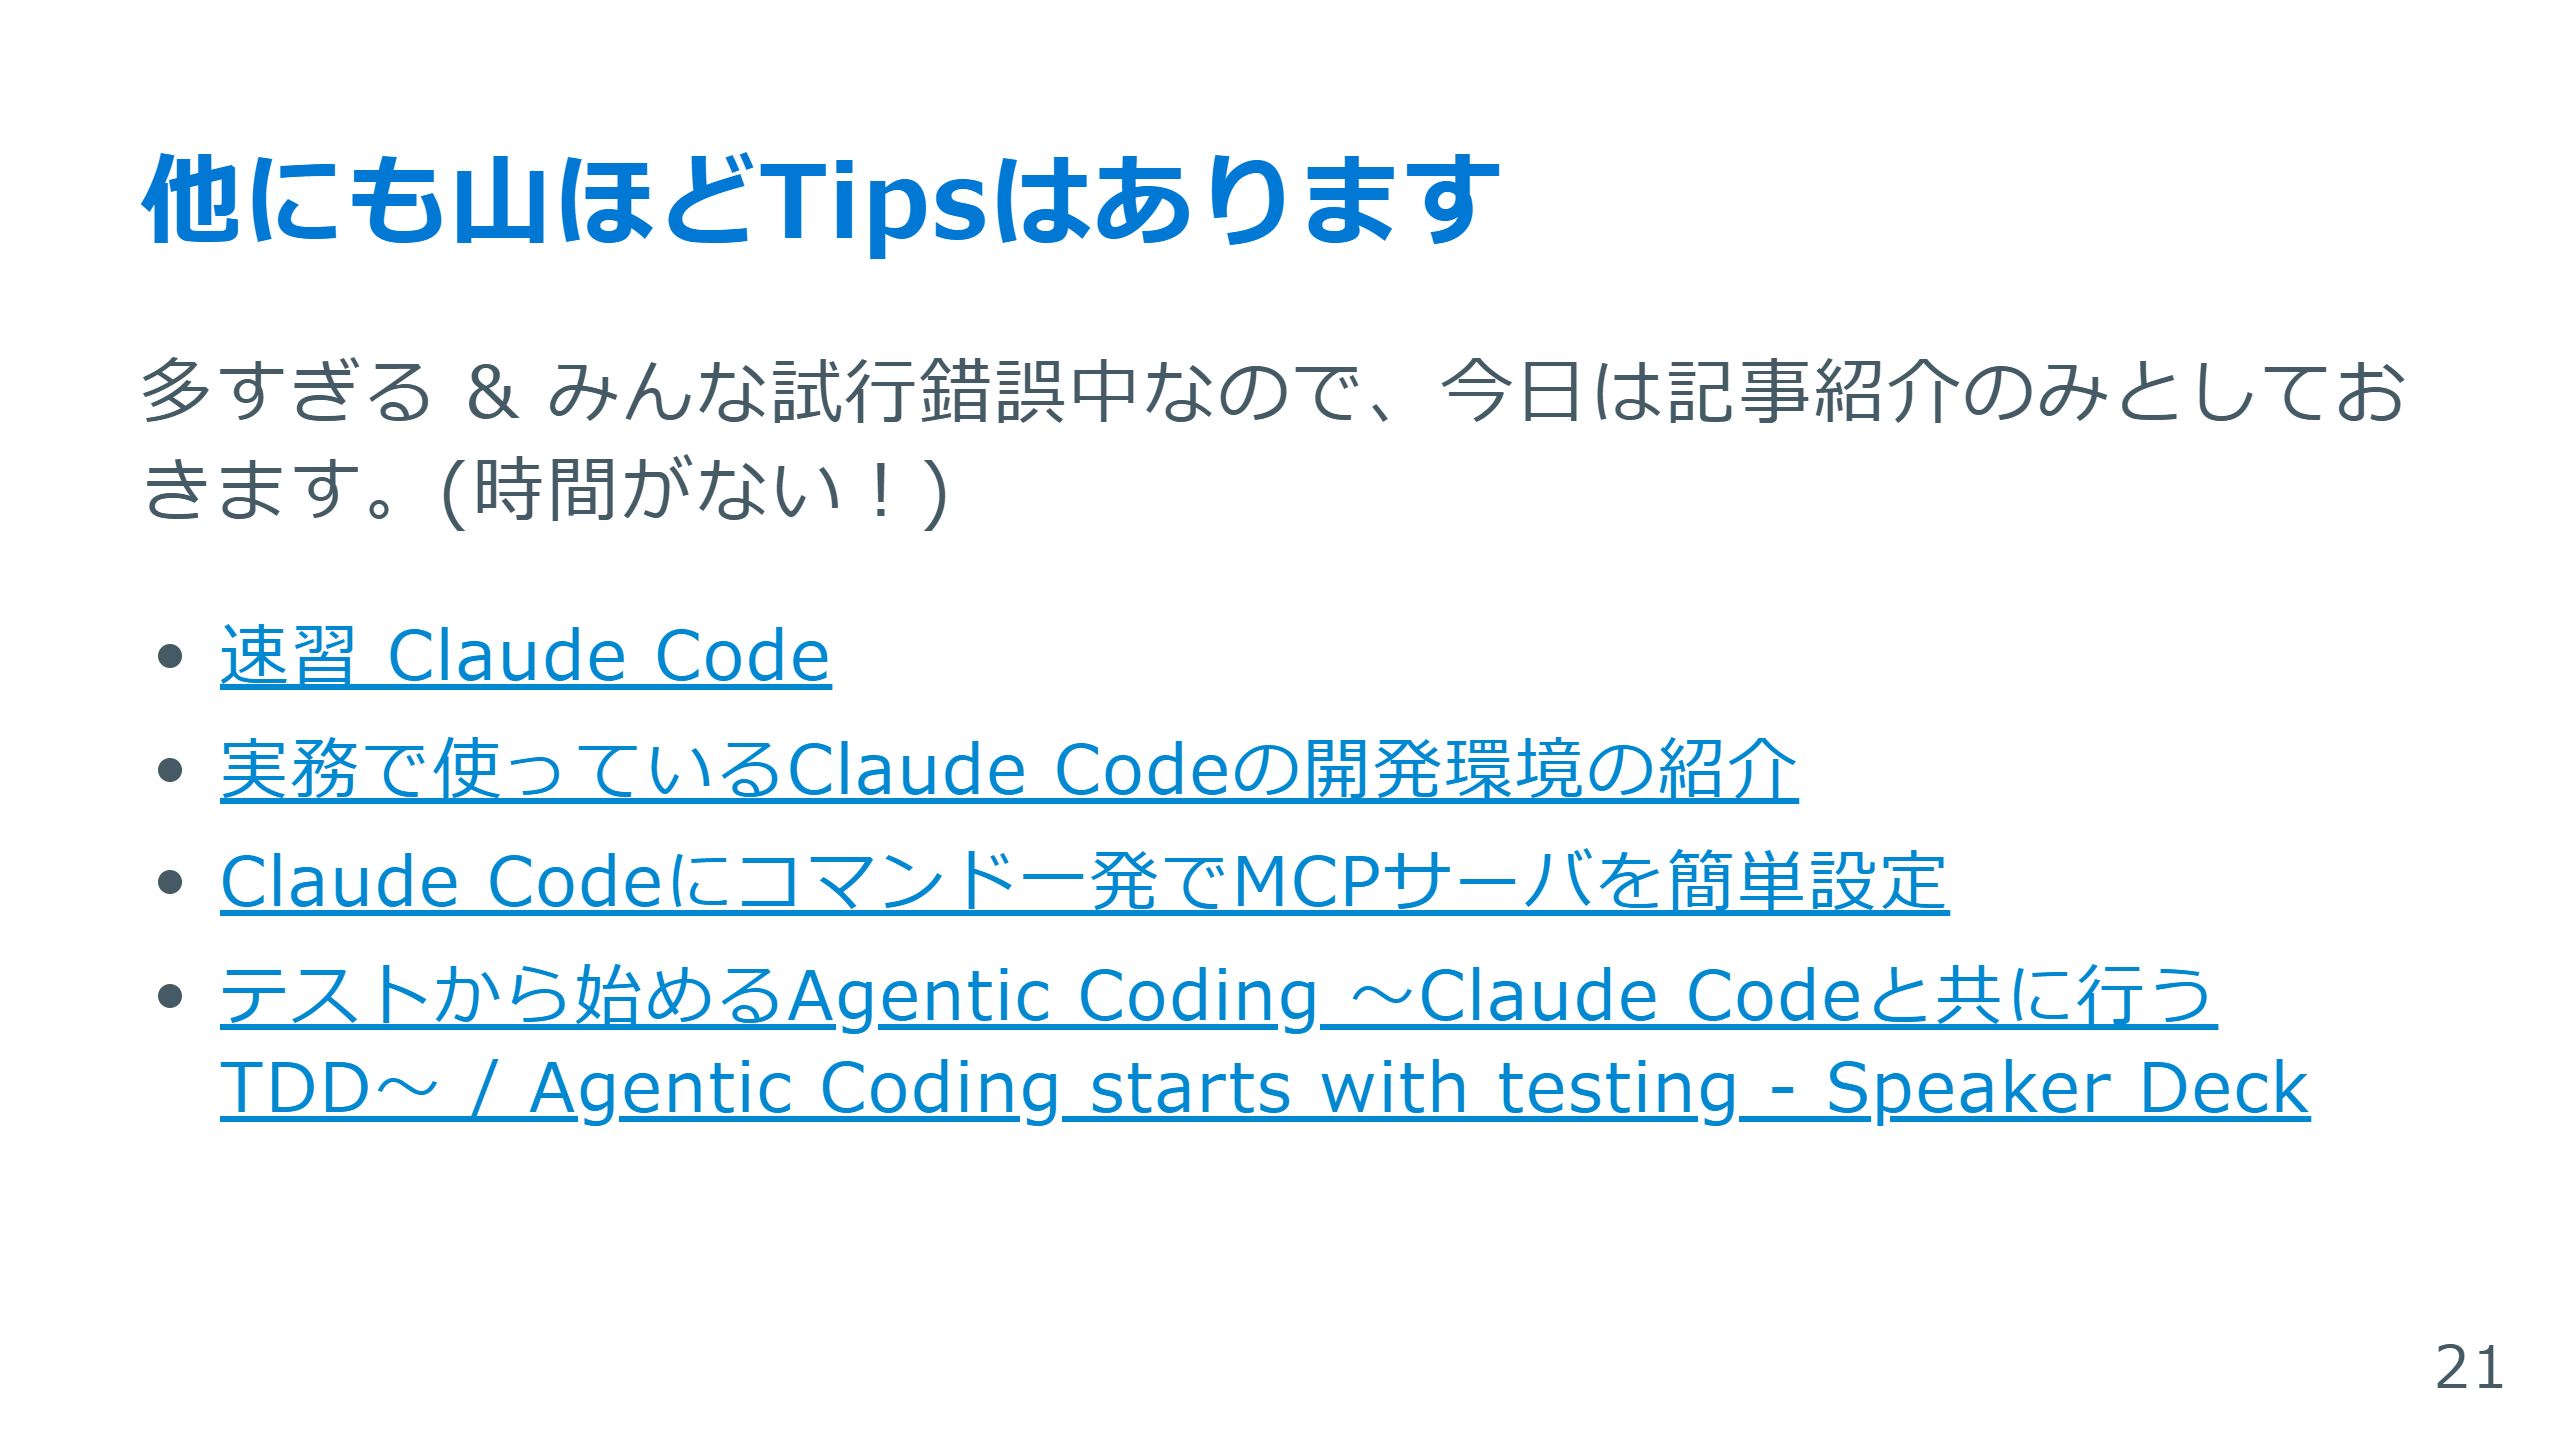 他にも山ほどTipsはあります
多すぎる & みんな試行錯誤中なので、今日は記事紹介のみとしてお
きます。(時間がない！)
• 速習 Claude Code
• 実務で使っているClaude Codeの開発環境の紹介
• Claude Codeにコマンド一発でMCPサーバを簡単設定
• テストから始めるAgentic Coding 〜Claude Codeと共に行う
TDD〜 / Agentic Coding starts with testing - Speaker Deck
21